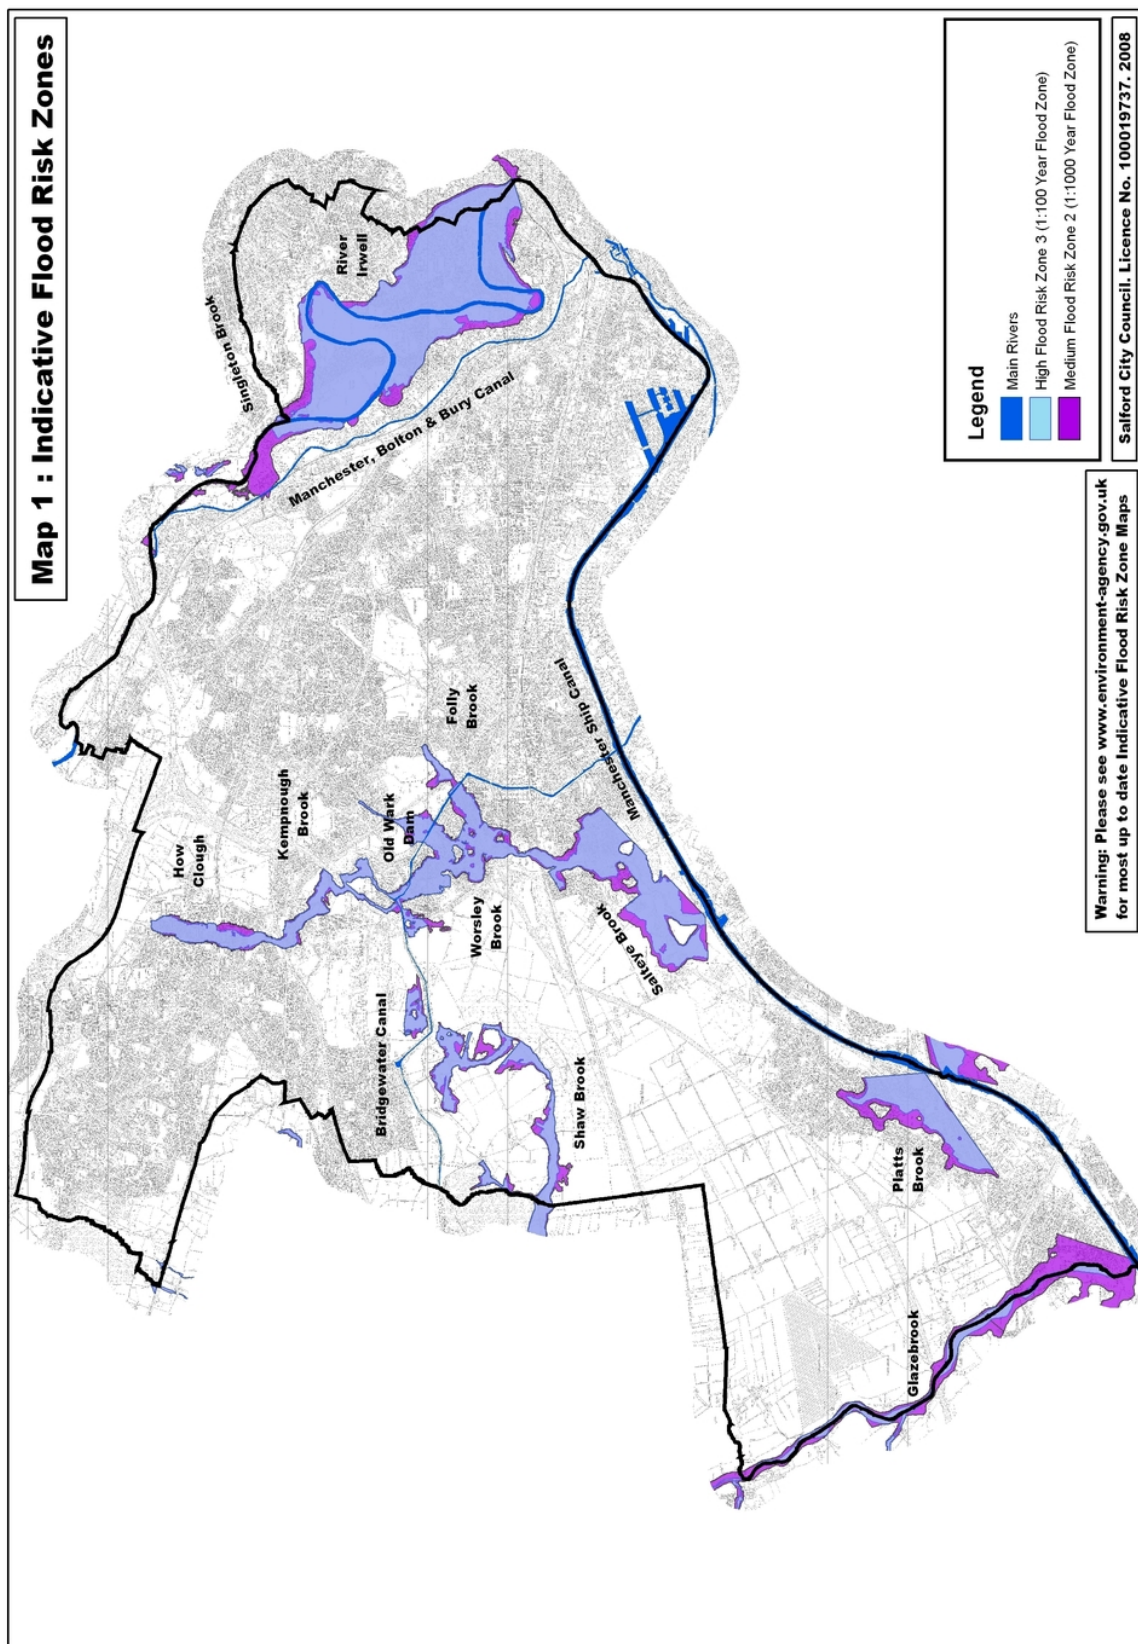 Map 1 : Indicative Flood Risk Zones
Singleton Brook
River
Irwell
Manchester, Bolton & Bury Canal
How
Clough
Kempnough
Brook
Old Wark
Dam
Folly
Brook
Manchester Ship Canal
Bridgewater Canal
Worsley
Brook
Salteye Brook
Shaw Brook
Platts
Brook
Glazebrook
Legend
Main Rivers
High Flood Risk Zone 3 (1:100 Year Flood Zone)
Medium Flood Risk Zone 2 (1:1000 Year Flood Zone)
Warning: Please see www.environment-agency.gov.uk
for most up to date Indicative Flood Risk Zone Maps
Salford City Council. Licence No. 100019737. 2008